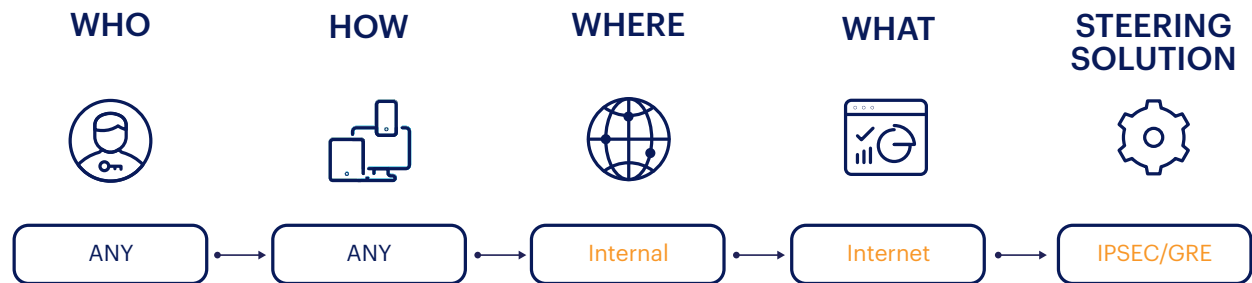 WHO
HOW
WHERE
WHAT
STEERING
SOLUTION
ANY
ANY
Internal
Internet
IPSEC/GRE